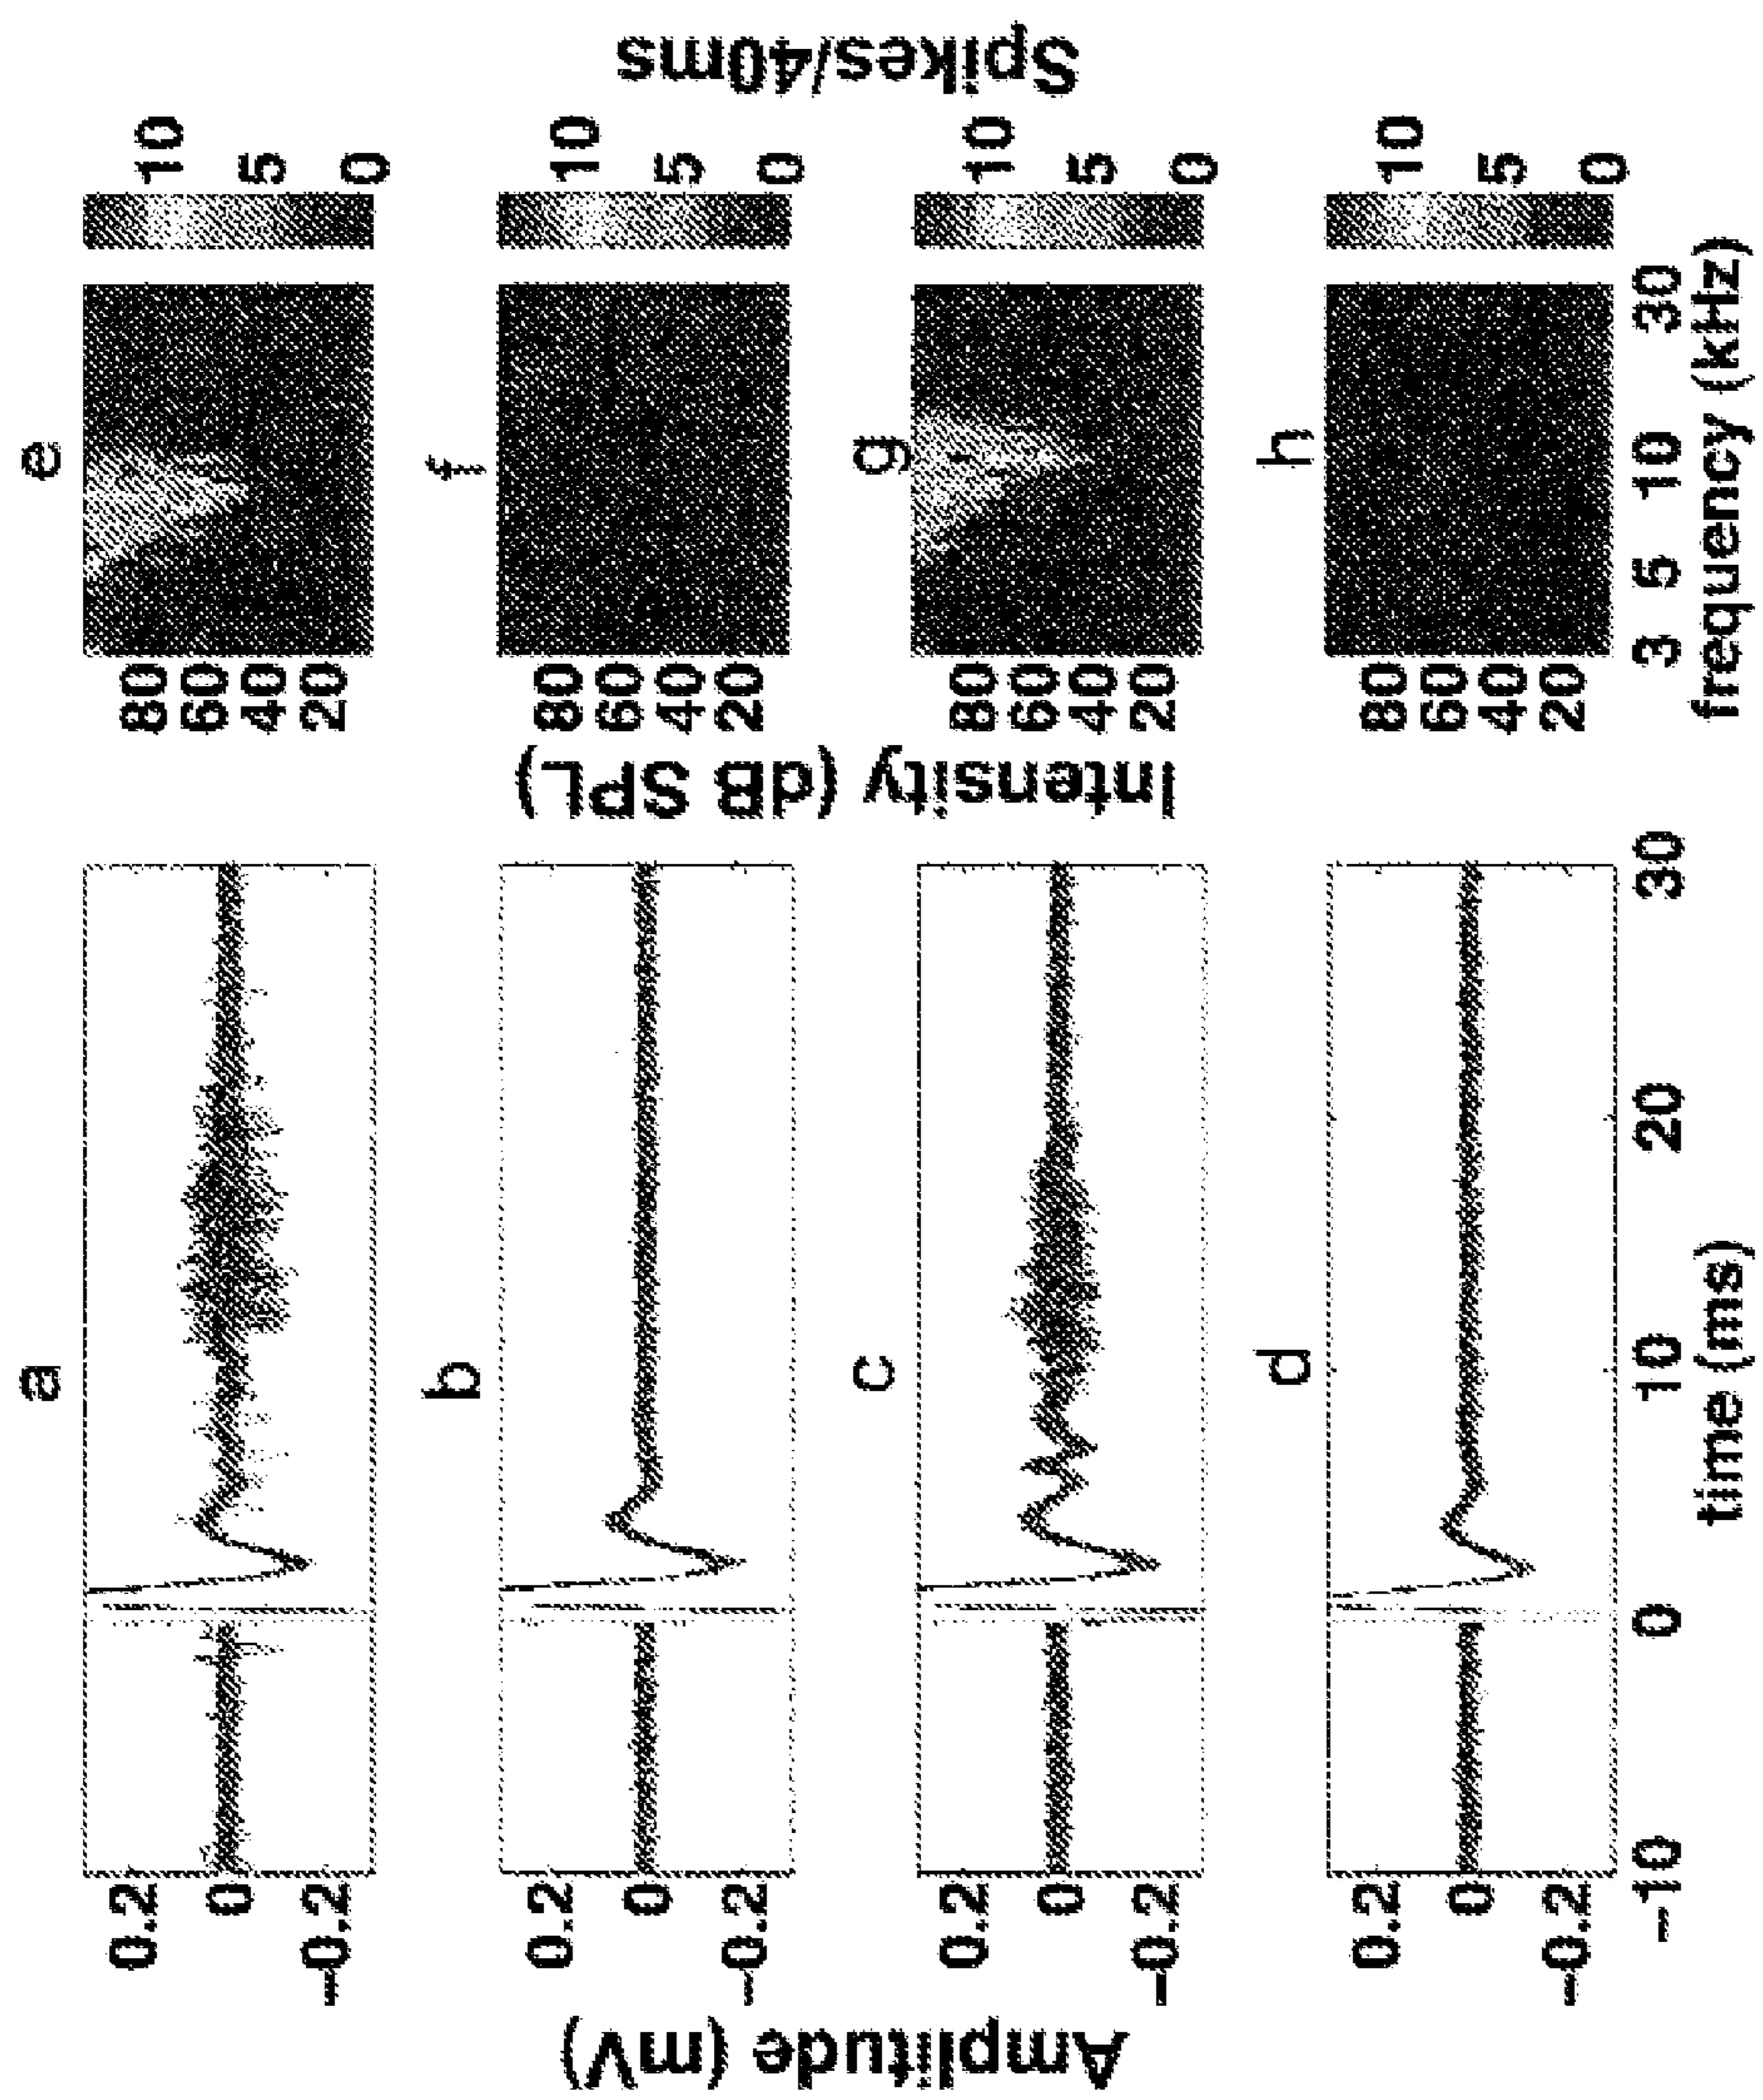 a
e
0.2
0
−0.2
80
60
40
20
10
5
0
b
f
0.2
0
−0.2
80
60
40
20
10
5
0
c
g
0.2
0
−0.2
80
60
40
20
10
5
0
d
h
0.2
0
−0.2
80
60
40
20
10
5
0
−10 0 10 20 30
3 5 10 30
time (ms)
frequency (kHz)
Amplitude (mV)
Intensity (dB SPL)
Spikes/40ms